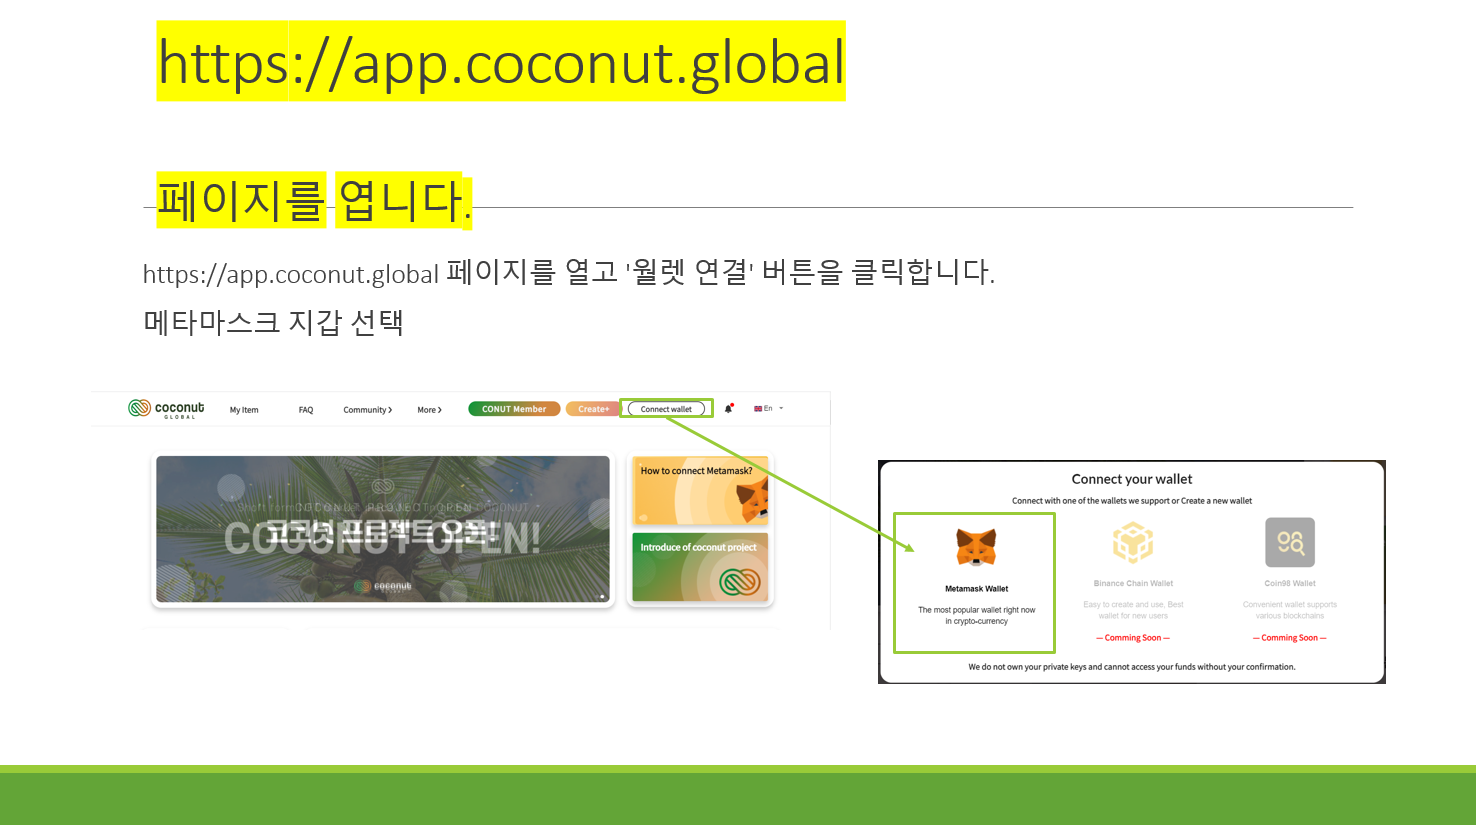 https://app.coconut.global
페이지를 엽니다.
https://app.coconut.global 페이지를 열고 '월렛 연결' 버튼을 클릭합니다.
메타마스크 지갑 선택
coconut
GLOBAL
My Item
FAQ
Community
More
CONUT Member
Create+
Connect wallet
En
COCONUT PROJECT OPEN
코코넛 프로젝트 오픈!
COCONUT OPEN!
coconut
How to connect Metamask?
Introduce of coconut project
Connect your wallet
Connect with one of the wallets we support or Create a new wallet
Metamask Wallet
The most popular wallet right now
in crypto-currency
Binance Chain Wallet
Easy to create and use, Best
wallet for new users
— Comming Soon —
98
Coin98 Wallet
Convenient wallet supports
various blockchains
— Comming Soon —
We do not own your private keys and cannot access your funds without your confirmation.